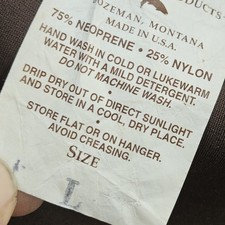 PRODUCTS
BOZEMAN, MONTANA
MADE IN U.S.A.
75% NEOPRENE • 25% NYLON
HAND WASH IN COLD OR LUKEWARM
WATER WITH A MILD DETERGENT.
DO NOT MACHINE WASH.
DRIP DRY OUT OF DIRECT SUNLIGHT
AND STORE IN A COOL, DRY PLACE.
STORE FLAT OR ON HANGER.
AVOID CREASING.
SIZE
L